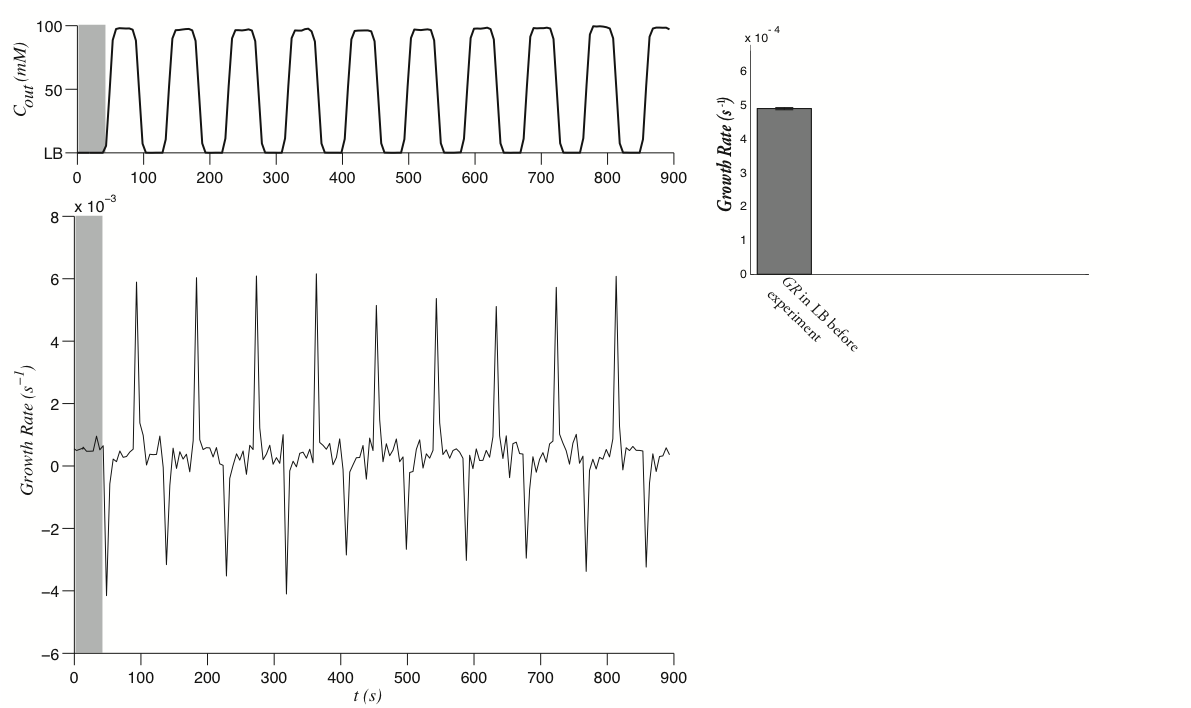 100
50
LB
C_out (mM)
0 100 200 300 400 500 600 700 800 900
x 10^-3
8
6
4
2
0
−2
−4
−6
Growth Rate (s^−1)
0 100 200 300 400 500 600 700 800 900
t (s)
x 10^-4
6
5
4
3
2
1
0
Growth Rate (s^-1)
GR in LB before
experiment